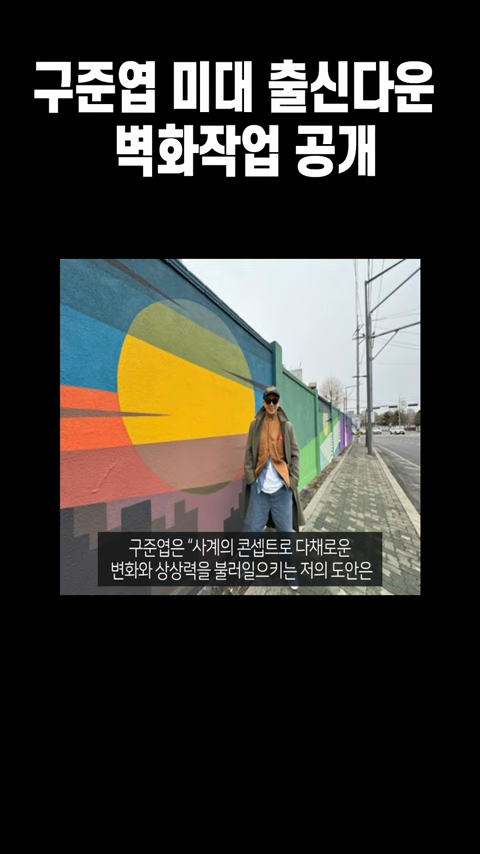 구준엽 미대 출신다운
벽화작업 공개
구준엽은 “사계의 콘셉트로 다채로운
변화와 상상력을 불러일으키는 저의 도안은